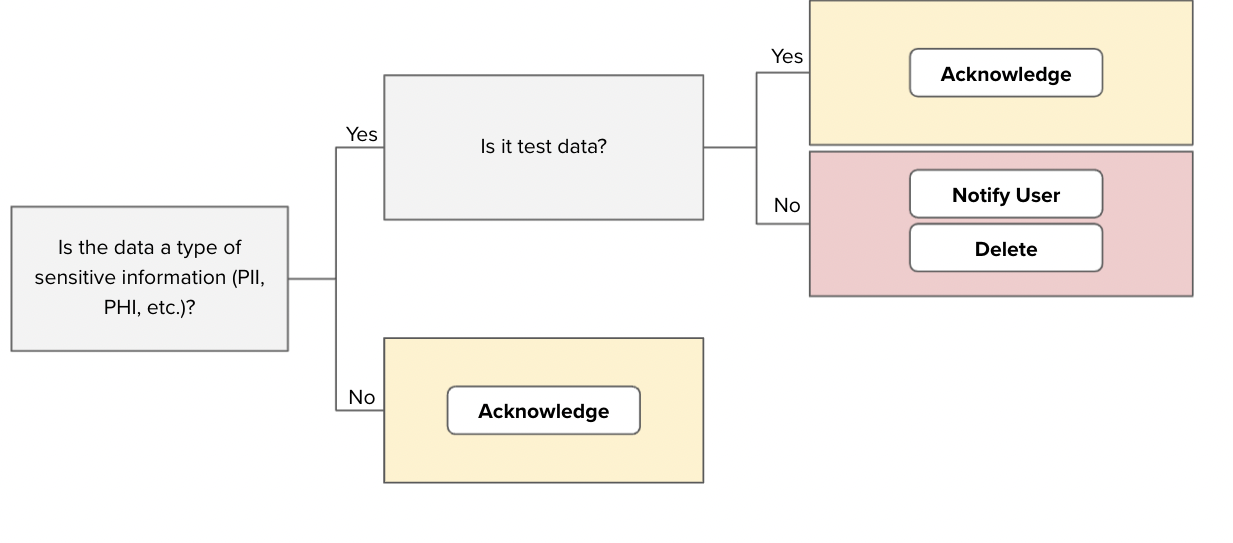 Is the data a type of
sensitive information (PII,
PHI, etc.)?
Yes
Is it test data?
Yes
Acknowledge
No
Notify User
Delete
No
Acknowledge